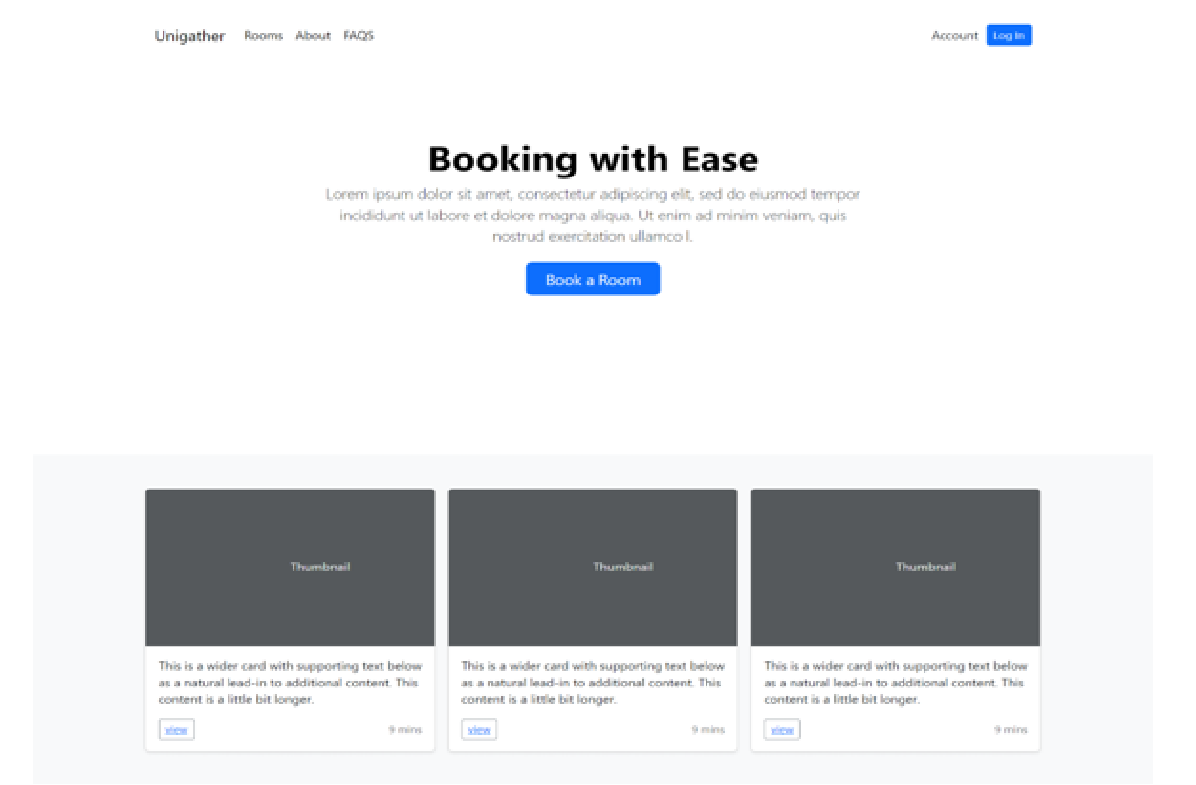 Unigather Rooms About FAQS Account Log In
Booking with Ease
Lorem ipsum dolor sit amet, consectetur adipiscing elit, sed do eiusmod tempor
incididunt ut labore et dolore magna aliqua. Ut enim ad minim veniam, quis
nostrud exercitation ullamco l.
Book a Room
Thumbnail
This is a wider card with supporting text below
as a natural lead-in to additional content. This
content is a little bit longer.
view 9 mins
Thumbnail
This is a wider card with supporting text below
as a natural lead-in to additional content. This
content is a little bit longer.
view 9 mins
Thumbnail
This is a wider card with supporting text below
as a natural lead-in to additional content. This
content is a little bit longer.
view 9 mins